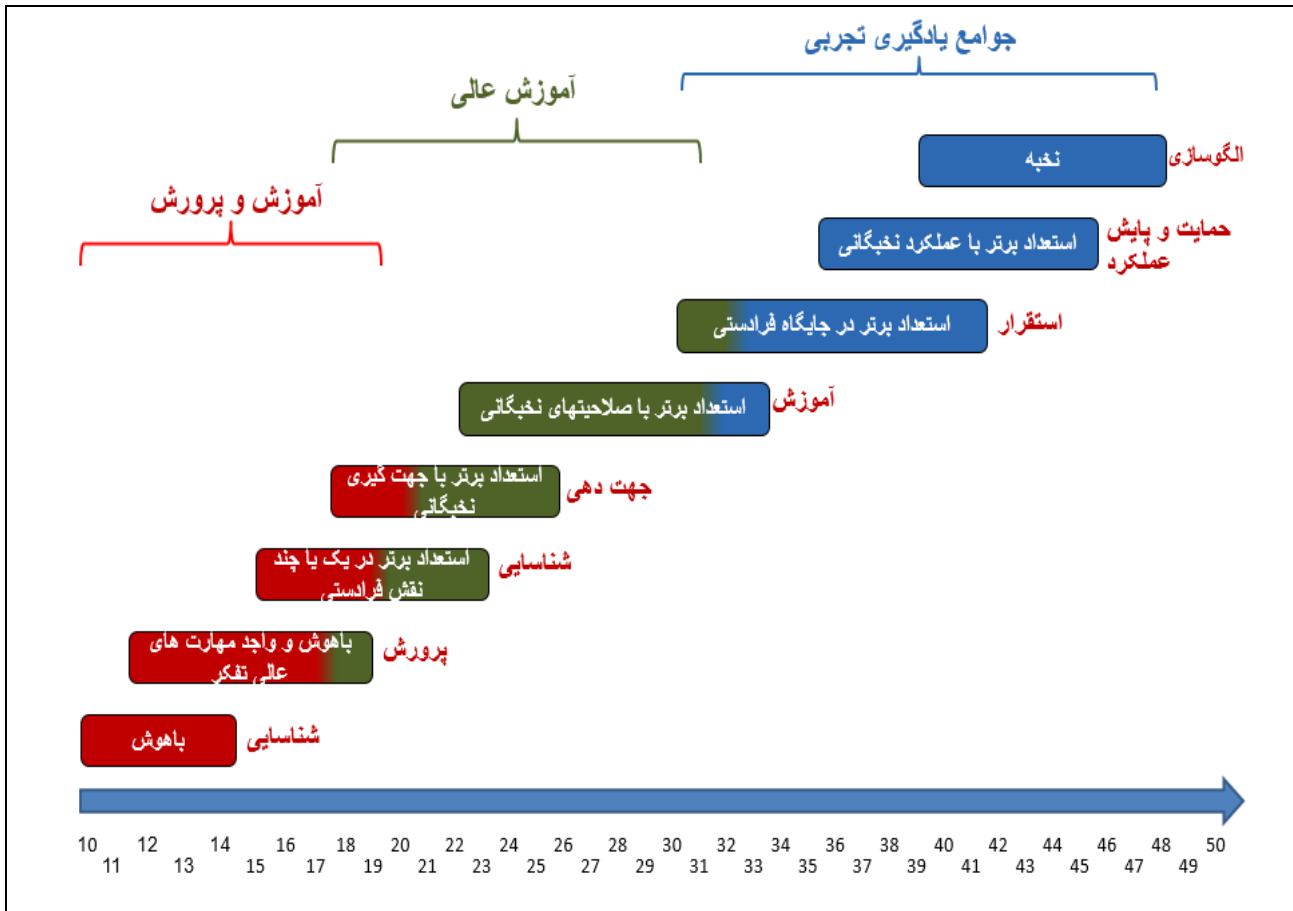 جوامع یادگیری تجربی
آموزش عالی
آموزش و پرورش
نخبه
الگوسازی
استعداد برتر با عملکرد نخبگانی
حمایت و پایش
عملکرد
استعداد برتر در جایگاه فرادستی
استقرار
استعداد برتر با صلاحیتهای نخبگانی
آموزش
استعداد برتر با جهت گیری
نخبگانی
جهت دهی
استعداد برتر در یک یا چند
نقش فرادستی
شناسایی
باهوش و واجد مهارت های
عالی تفکر
پرورش
باهوش
شناسایی
10 12 14 16 18 20 22 24 26 28 30 32 34 36 38 40 42 44 46 48 50
11 13 15 17 19 21 23 25 27 29 31 33 35 37 39 41 43 45 47 49